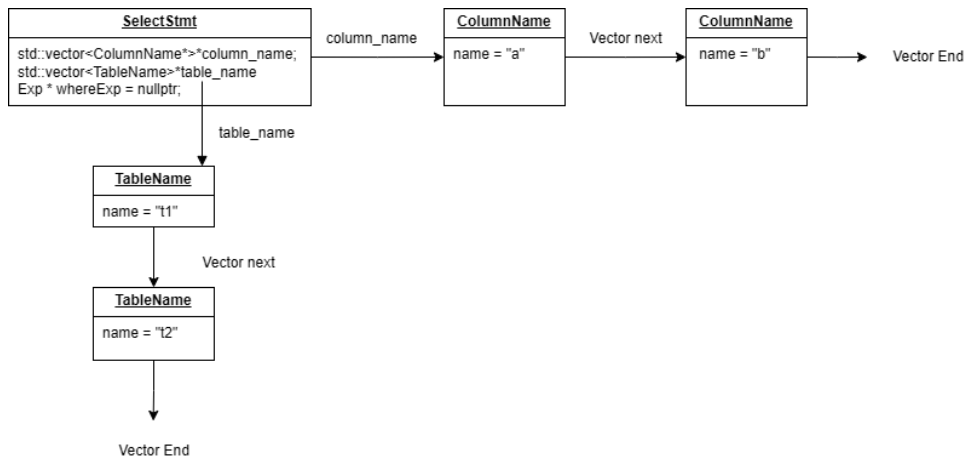 SelectStmt
std::vector<ColumnName*>*column_name;
std::vector<TableName>*table_name
Exp * whereExp = nullptr;
column_name
ColumnName
name = "a"
Vector next
ColumnName
name = "b"
Vector End
table_name
TableName
name = "t1"
Vector next
TableName
name = "t2"
Vector End